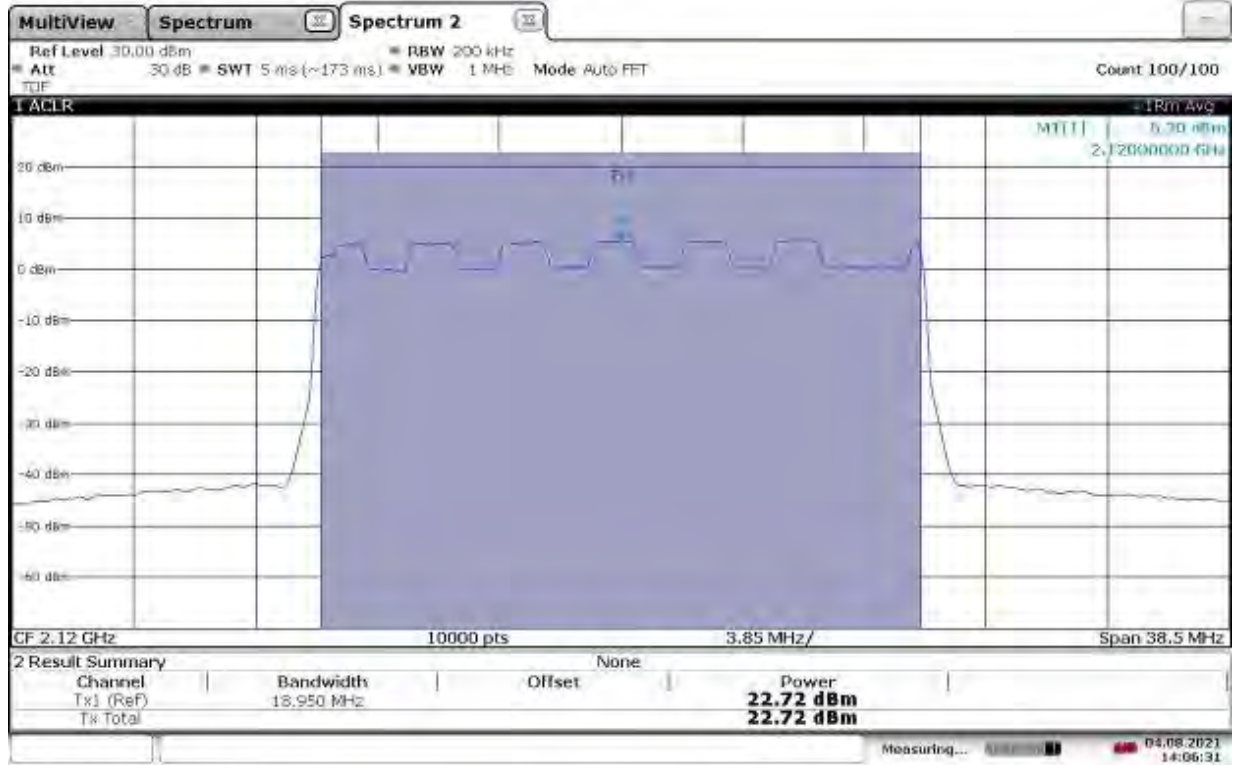 MultiView Spectrum Spectrum 2
Ref Level 30.00 dBm RBW 200 kHz
Att 30 dB SWT 5 ms (~173 ms) VBW 1 MHz Mode Auto FFT Count 100/100
TDF
1 ACLR 1Rm Avg
M1[1]
2.12000000 GHz
20 dBm
Tx1
10 dBm
0 dBm
-10 dBm
-20 dBm
-30 dBm
-40 dBm
-50 dBm
-60 dBm
CF 2.12 GHz 10000 pts 3.85 MHz/ Span 38.5 MHz
2 Result Summary None
Channel Bandwidth Offset Power
Tx1 (Ref) 18.950 MHz 22.72 dBm
Tx Total 22.72 dBm
Measuring... 04.08.2021
14:06:31